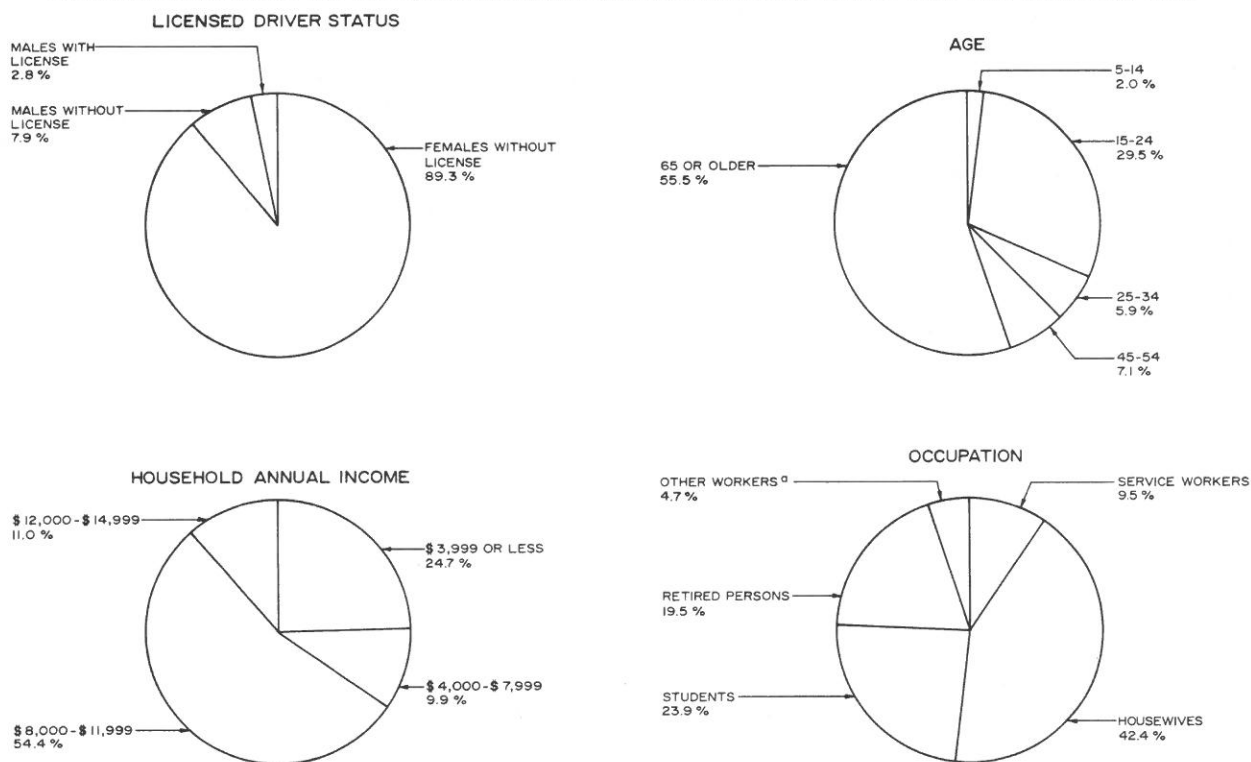 LICENSED DRIVER STATUS
MALES WITH
LICENSE
2.8 %
MALES WITHOUT
LICENSE
7.9 %
FEMALES WITHOUT
LICENSE
89.3 %
AGE
5-14
2.0 %
15-24
29.5 %
65 OR OLDER
55.5 %
25-34
5.9 %
45-54
7.1 %
HOUSEHOLD ANNUAL INCOME
$12,000-$14,999
11.0 %
$3,999 OR LESS
24.7 %
$4,000-$7,999
9.9 %
$8,000-$11,999
54.4 %
OCCUPATION
OTHER WORKERS a
4.7 %
SERVICE WORKERS
9.5 %
RETIRED PERSONS
19.5 %
STUDENTS
23.9 %
HOUSEWIVES
42.4 %